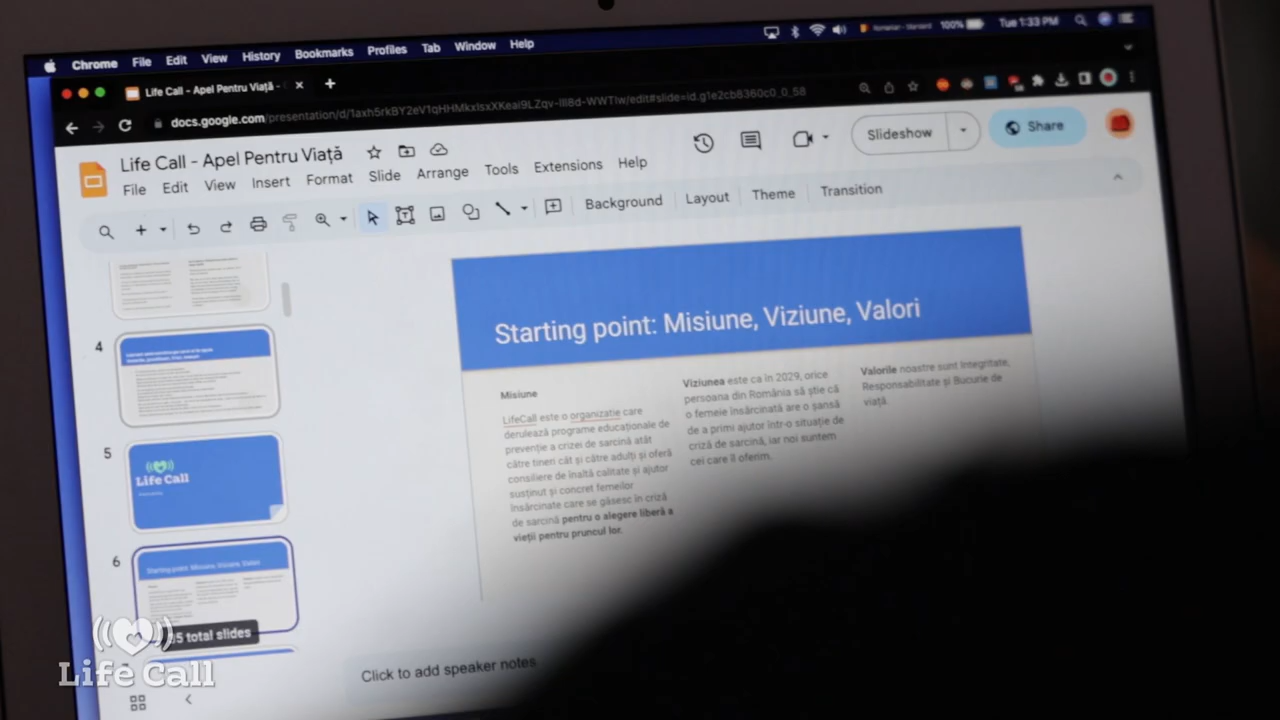 Chrome File Edit View History Bookmarks Profiles Tab Window Help
Romanian - Standard 100% Tue 1:33 PM
Life Call - Apel Pentru Viață -
docs.google.com/presentation/d/
Life Call - Apel Pentru Viață
Slideshow
Share
File Edit View Insert Format Slide Arrange Tools Extensions Help
Background Layout Theme Transition
4
5
Life Call
6
Starting point: Misiune, Viziune, Valori
total slides
Starting point: Misiune, Viziune, Valori
Misiune
LifeCall este o organizatie care
derulează programe educaționale de
prevenție a crizei de sarcină atât
către tineri cât și către adulți și oferă
consiliere de înaltă calitate și ajutor
susținut și concret femeilor
însărcinate care se găsesc în criză
de sarcină pentru o alegere liberă a
vieții pentru pruncul lor.
Viziunea este ca în 2029, orice
persoana din România să știe că
o femeie însărcinată are o șansă
de a primi ajutor într-o situație de
criză de sarcină, iar noi suntem
cei care îl oferim.
Valorile noastre sunt Integritate,
Responsabilitate și Bucurie de
viață.
Click to add speaker notes
Life Call